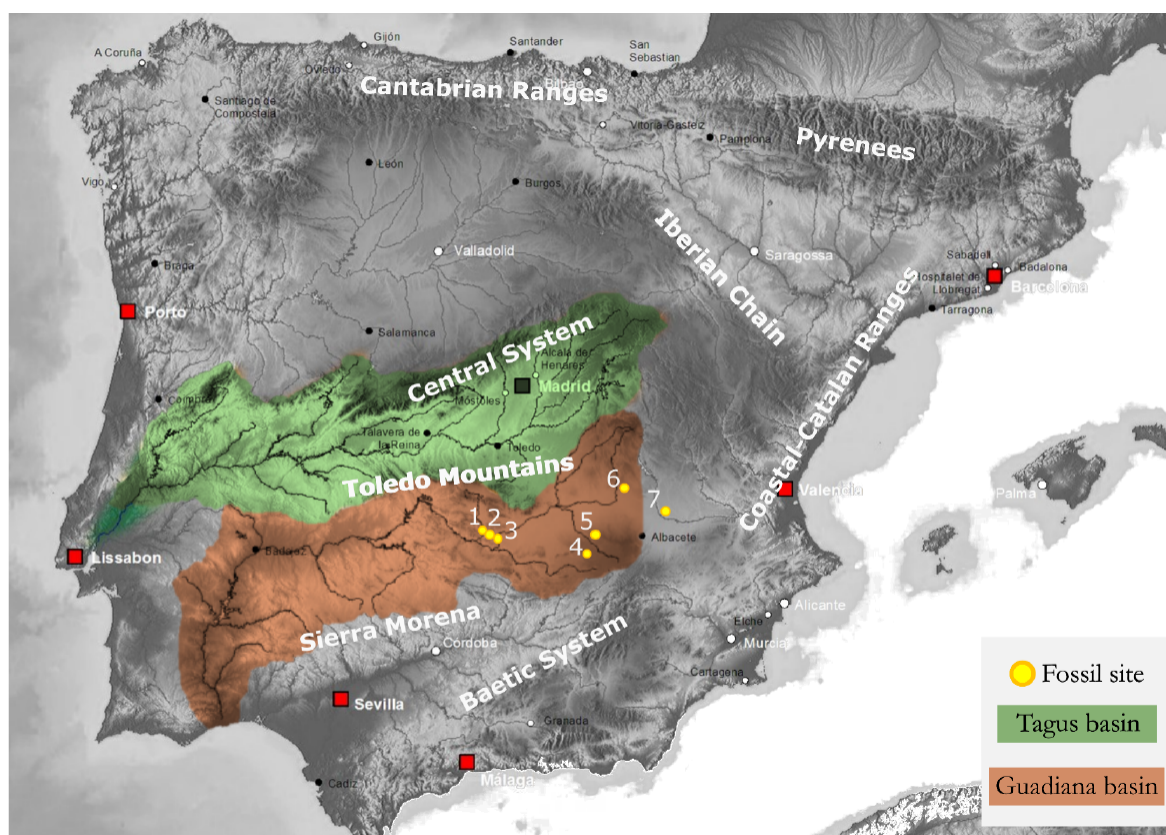 Gijón
A Coruña
Santander
San
Sebastian
Oviedo
Bilbao
Cantabrian Ranges
Santiago de
Compostela
Vitoria-Gasteiz
Pamplona
Pyrenees
León
Vigo
Burgos
Iberian Chain
Valladolid
Saragossa
Braga
Sabadell
Badalona
Hospitalet de
Llobregat
Barcelona
Tarragona
Porto
Salamanca
Coastal-Catalan Ranges
Central System
Alcalá de
Henares
Madrid
Móstoles
Coimbra
Talavera de
la Reina
Toledo
Toledo Mountains
6
7
Valencia
Palma
1
2
3
5
4
Albacete
Badajoz
Lissabon
Sierra Morena
Alicante
Elche
Murcia
Córdoba
Baetic System
Cartagena
Sevilla
Granada
Málaga
Cadiz
Fossil site
Tagus basin
Guadiana basin